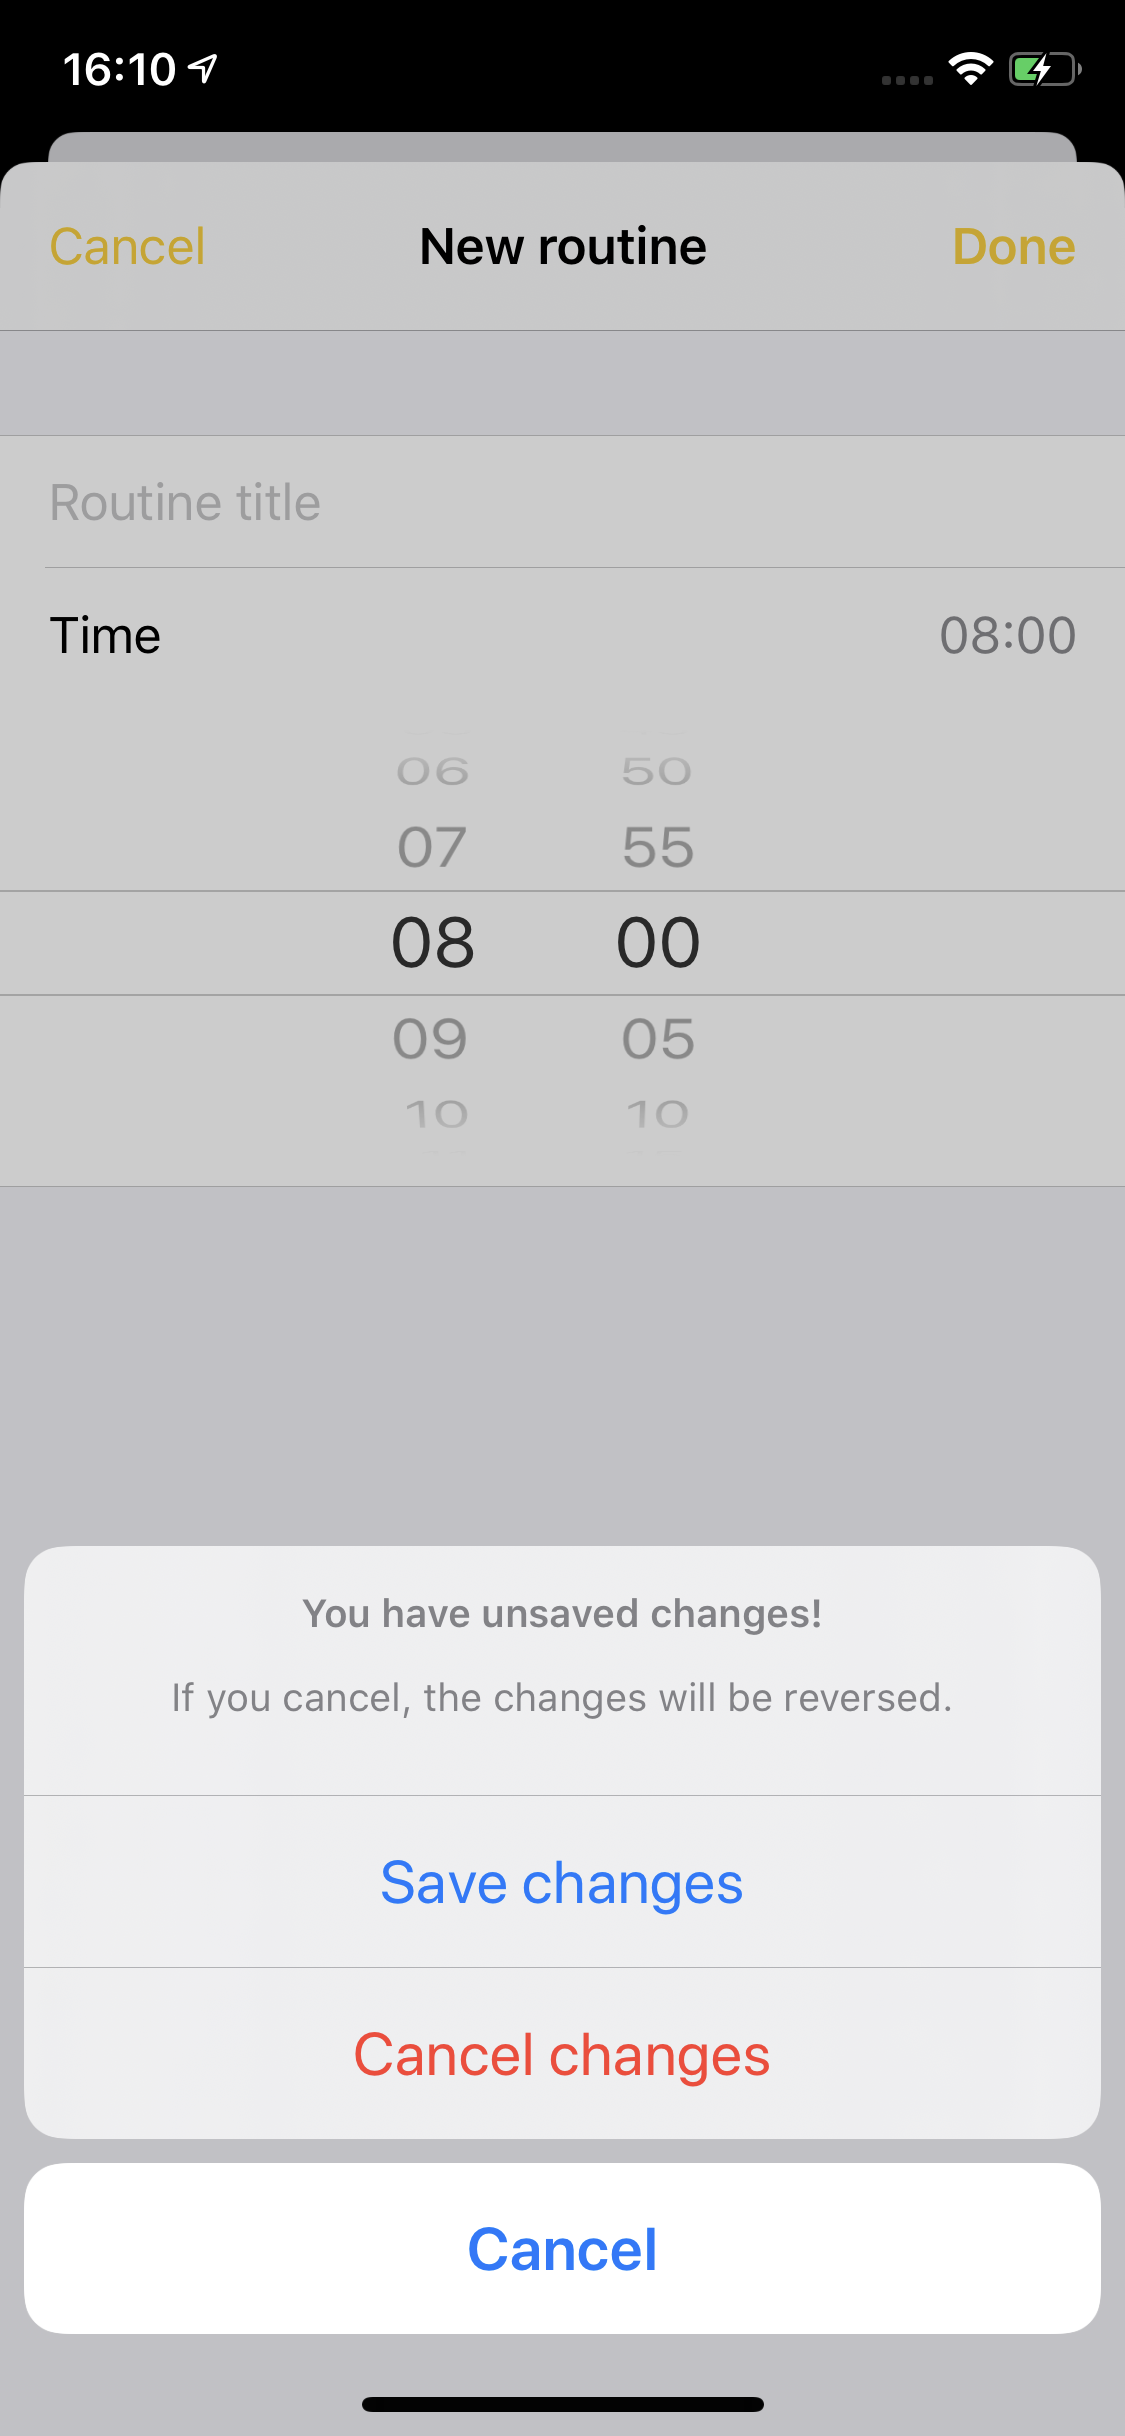 16:10
Cancel New routine Done
Routine title
Time 08:00
06 50
07 55
08 00
09 05
10 10
You have unsaved changes!
If you cancel, the changes will be reversed.
Save changes
Cancel changes
Cancel